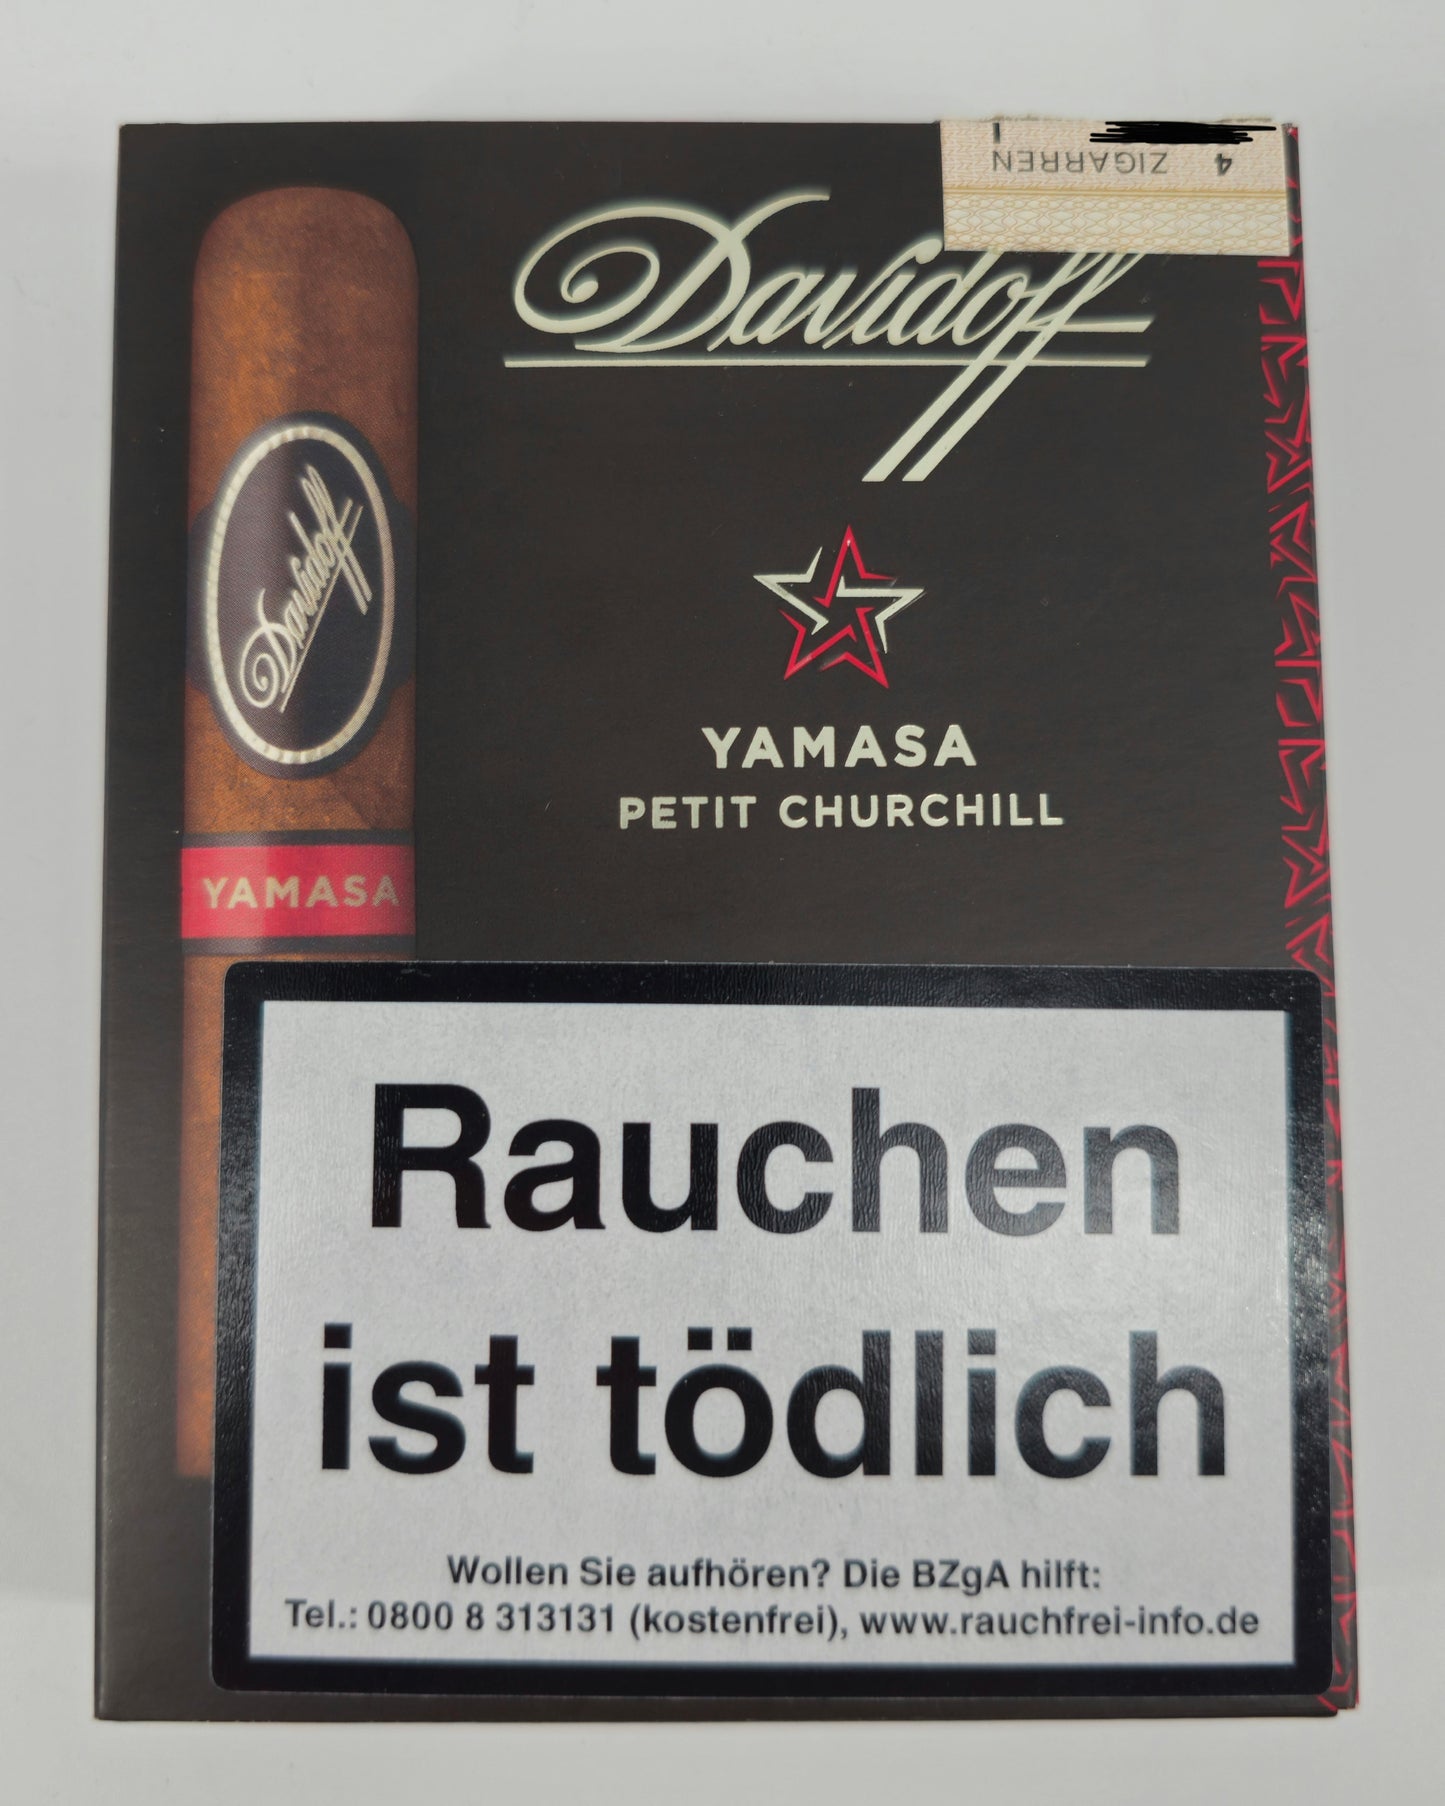 4 ZIGARREN
Davidoff
Davidoff
YAMASA
PETIT CHURCHILL
YAMASA
Rauchen
ist tödlich
Wollen Sie aufhören? Die BZgA hilft:
Tel.: 0800 8 313131 (kostenfrei), www.rauchfrei-info.de